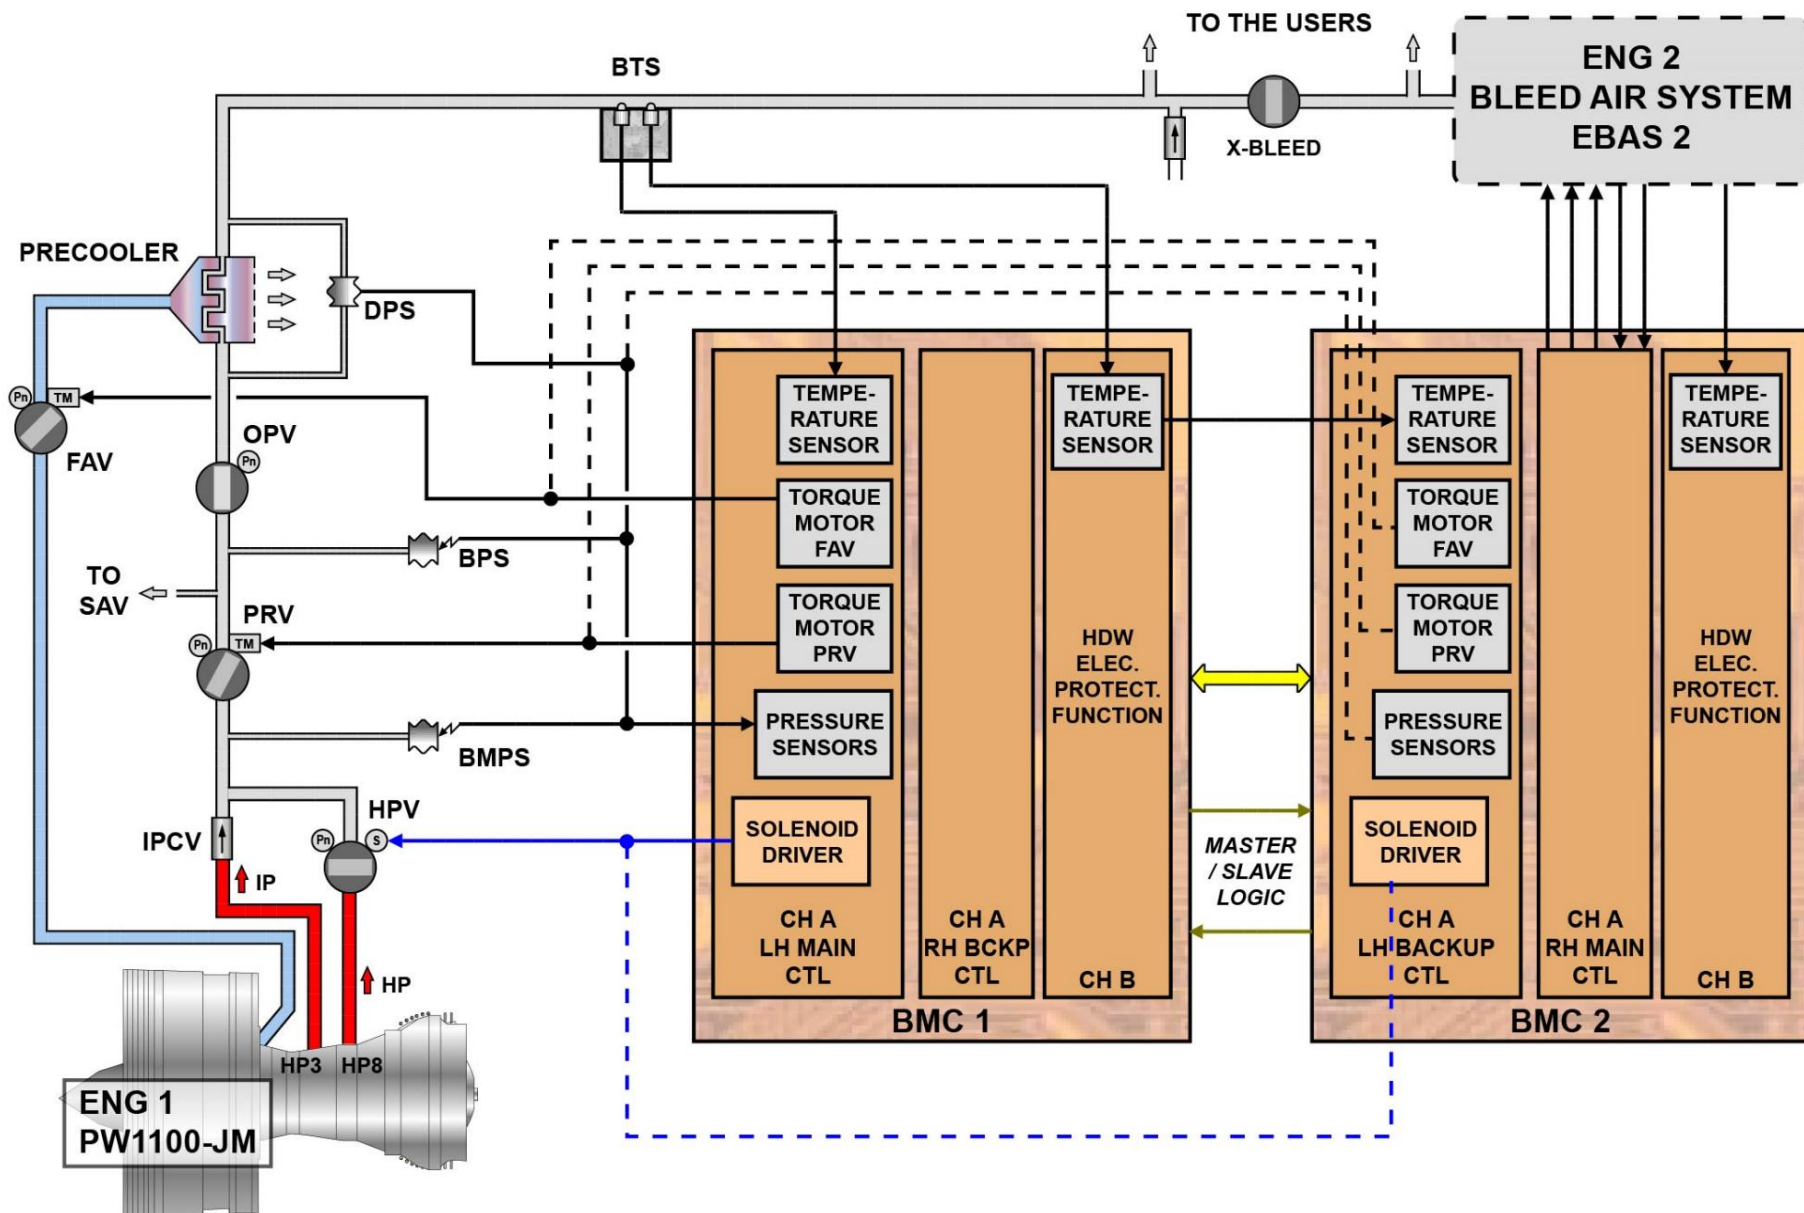 TO THE USERS
ENG 2
BLEED AIR SYSTEM
EBAS 2
BTS
X-BLEED
PRECOOLER
DPS
Pn
TM
FAV
OPV
Pn
BPS
TO
SAV
PRV
Pn
TM
BMPS
HPV
Pn
S
IPCV
IP
HP
HP3
HP8
ENG 1
PW1100-JM
TEMPE-
RATURE
SENSOR
TORQUE
MOTOR
FAV
TORQUE
MOTOR
PRV
PRESSURE
SENSORS
SOLENOID
DRIVER
CH A
LH MAIN
CTL
CH A
RH BCKP
CTL
TEMPE-
RATURE
SENSOR
HDW
ELEC.
PROTECT.
FUNCTION
CH B
BMC 1
MASTER
/ SLAVE
LOGIC
TEMPE-
RATURE
SENSOR
TORQUE
MOTOR
FAV
TORQUE
MOTOR
PRV
PRESSURE
SENSORS
SOLENOID
DRIVER
CH A
LH BACKUP
CTL
CH A
RH MAIN
CTL
TEMPE-
RATURE
SENSOR
HDW
ELEC.
PROTECT.
FUNCTION
CH B
BMC 2